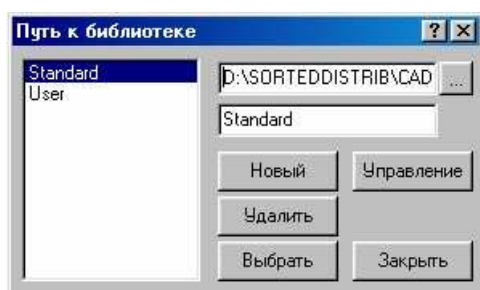 Путь к библиотеке
Standard
User
D:\SORTEDDISTRIB\CAD
...
Standard
Новый
Управление
Удалить
Выбрать
Закрыть